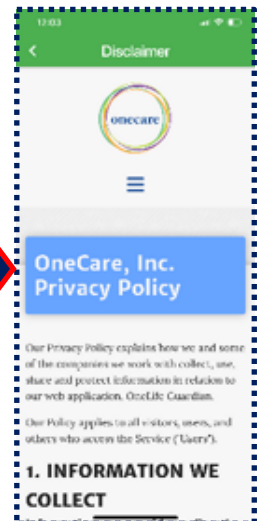 17:03
Disclaimer
onecare
OneCare, Inc.
Privacy Policy
Our Privacy Policy explains how we and some
of the companies we work with collect, use,
share and protect information in relation to
our web application, OneLife Guardian.
Our Policy applies to all visitors, users, and
others who access the Service ("Users").
1. INFORMATION WE
COLLECT